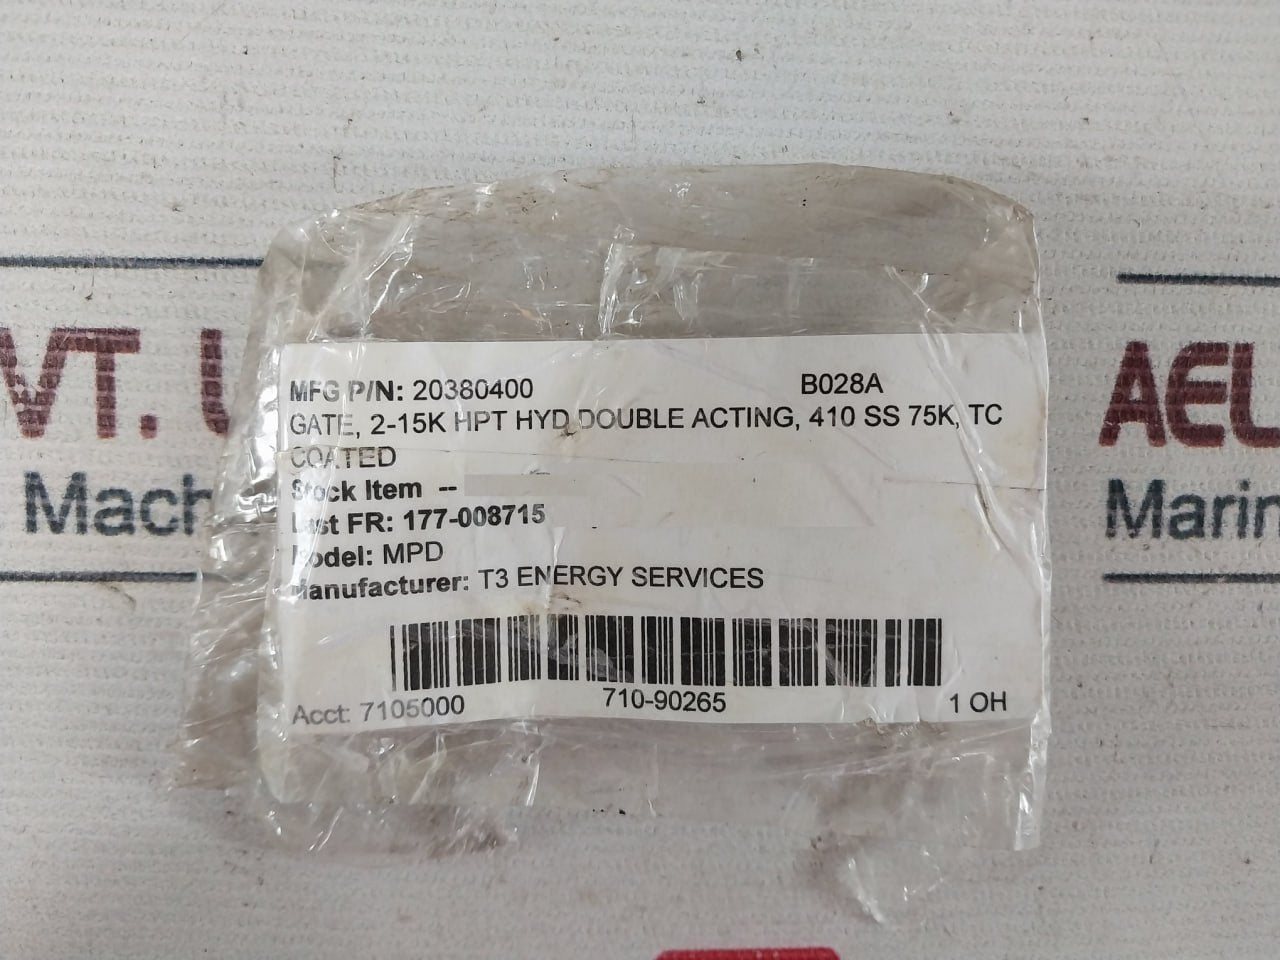 MFG P/N: 20380400 B028A
GATE, 2-15K HPT HYD DOUBLE ACTING, 410 SS 75K, TC
COATED
Stock Item --
Last FR: 177-008715
Model: MPD
Manufacturer: T3 ENERGY SERVICES
Acct: 7105000 710-90265 1 OH
VT.
AEL
Mach
Marin